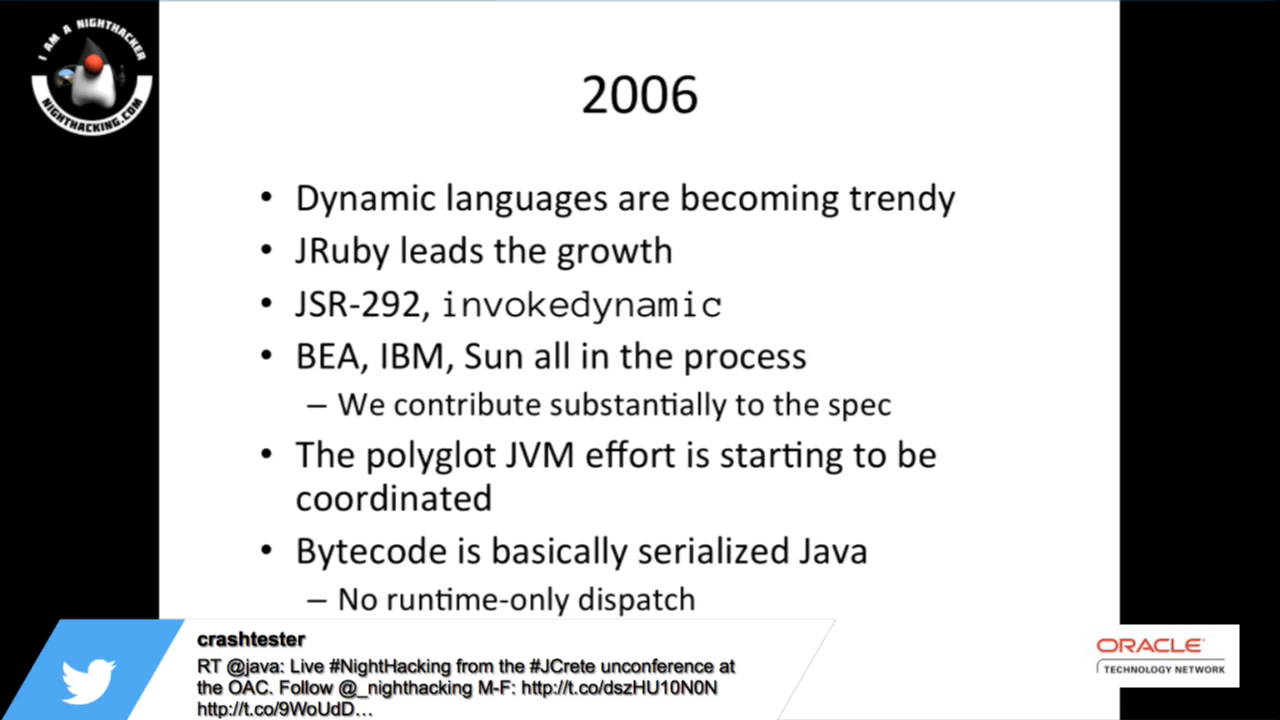 I AM A NIGHTHACKER
NIGHTHACKING.COM
2006
• Dynamic languages are becoming trendy
• JRuby leads the growth
• JSR-292, invokedynamic
• BEA, IBM, Sun all in the process
– We contribute substantially to the spec
• The polyglot JVM effort is starting to be
coordinated
• Bytecode is basically serialized Java
– No runtime-only dispatch
crashtester
RT @java: Live #NightHacking from the #JCrete unconference at
the OAC. Follow @_nighthacking M-F: http://t.co/dszHU10N0N
http://t.co/9WoUdD…
ORACLE
TECHNOLOGY NETWORK